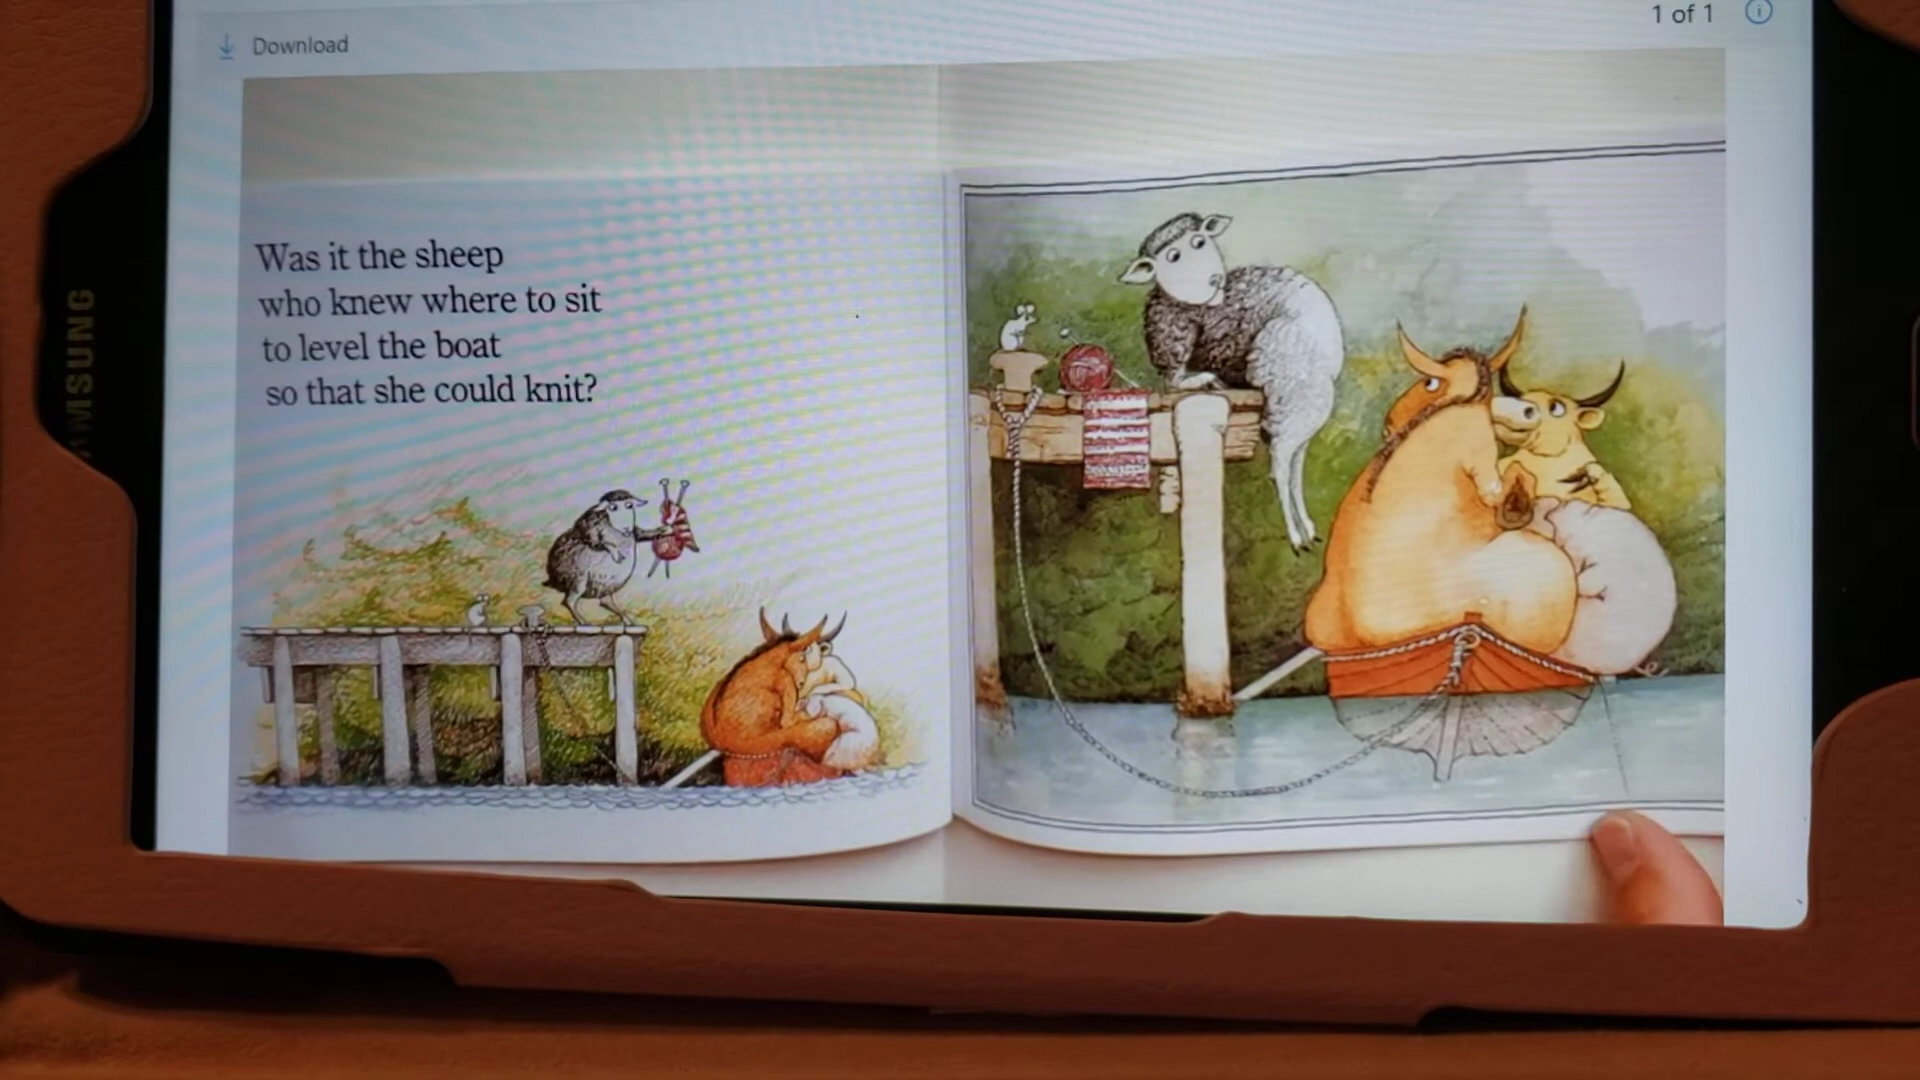 1 of 1
Download
SAMSUNG
Was it the sheep
who knew where to sit
to level the boat
so that she could knit?